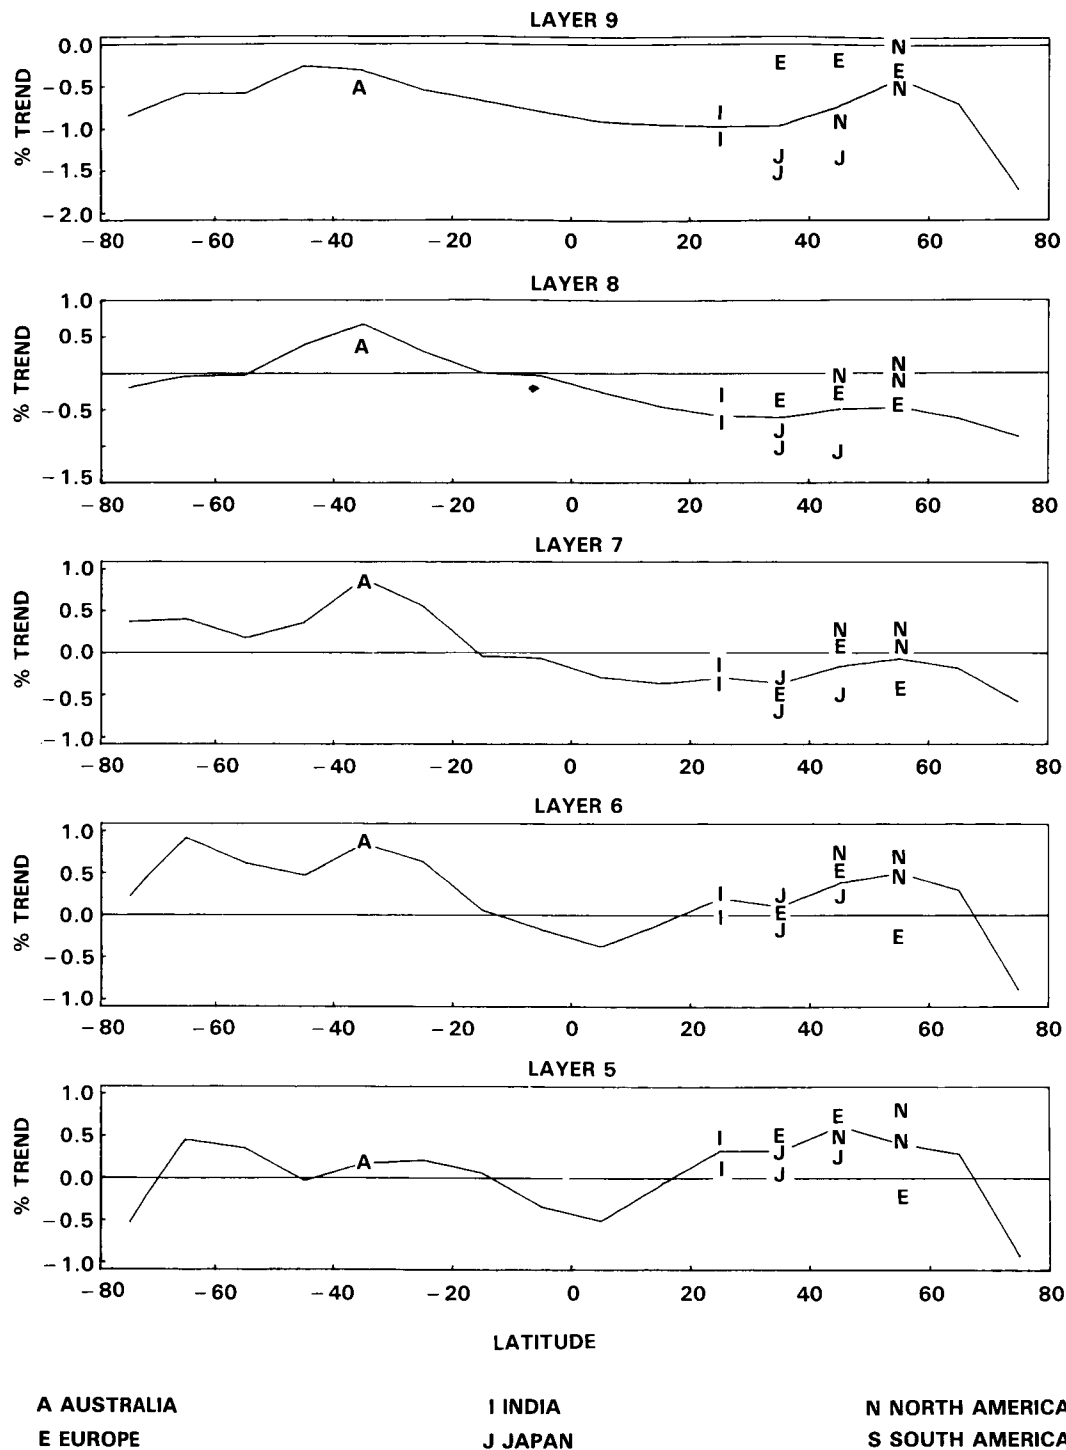 LAYER 9
% TREND
0.0
-0.5
-1.0
-1.5
-2.0
A
I
I
E
J
J
E
N
J
N
E
N
-80 -60 -40 -20 0 20 40 60 80
LAYER 8
% TREND
1.0
0.5
0.0
-0.5
-1.5
A
I
I
E
J
J
N
E
J
N
N
E
-80 -60 -40 -20 0 20 40 60 80
LAYER 7
% TREND
1.0
0.5
0.0
-0.5
-1.0
A
I
I
J
E
J
N
E
J
N
N
E
-80 -60 -40 -20 0 20 40 60 80
LAYER 6
% TREND
1.0
0.5
0.0
-0.5
-1.0
A
I
I
J
E
J
N
E
J
N
N
E
-80 -60 -40 -20 0 20 40 60 80
LAYER 5
% TREND
1.0
0.5
0.0
-0.5
-1.0
A
I
I
E
J
J
E
N
J
N
N
E
-80 -60 -40 -20 0 20 40 60 80
LATITUDE
A AUSTRALIA I INDIA N NORTH AMERICA
E EUROPE J JAPAN S SOUTH AMERICA